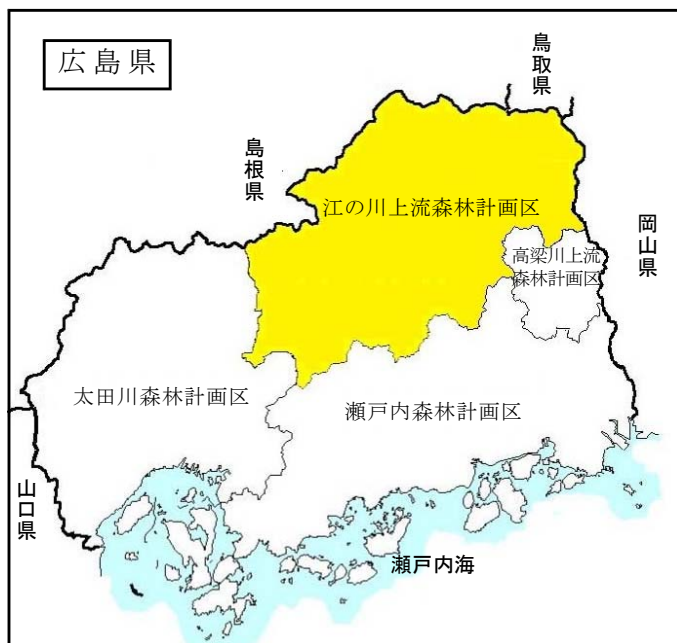 広島県
鳥取県
島根県
江の川上流森林計画区
岡山県
高梁川上流
森林計画区
太田川森林計画区
瀬戸内森林計画区
山口県
瀬戸内海